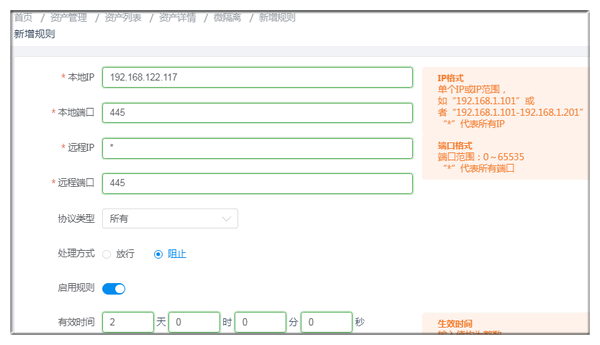 首页 / 资产管理 / 资产列表 / 资产详情 / 微隔离 / 新增规则
新增规则
* 本地IP 192.168.122.117
* 本地端口 445
* 远程IP *
* 远程端口 445
协议类型 所有
处理方式 放行 阻止
启用规则
有效时间 2 天 0 时 0 分 0 秒
IP格式
单个IP或IP范围，
如“192.168.1.101”或
者“192.168.1.101-192.168.1.201”
“*”代表所有IP
端口格式
端口范围：0～65535
“*”代表所有端口
生效时间